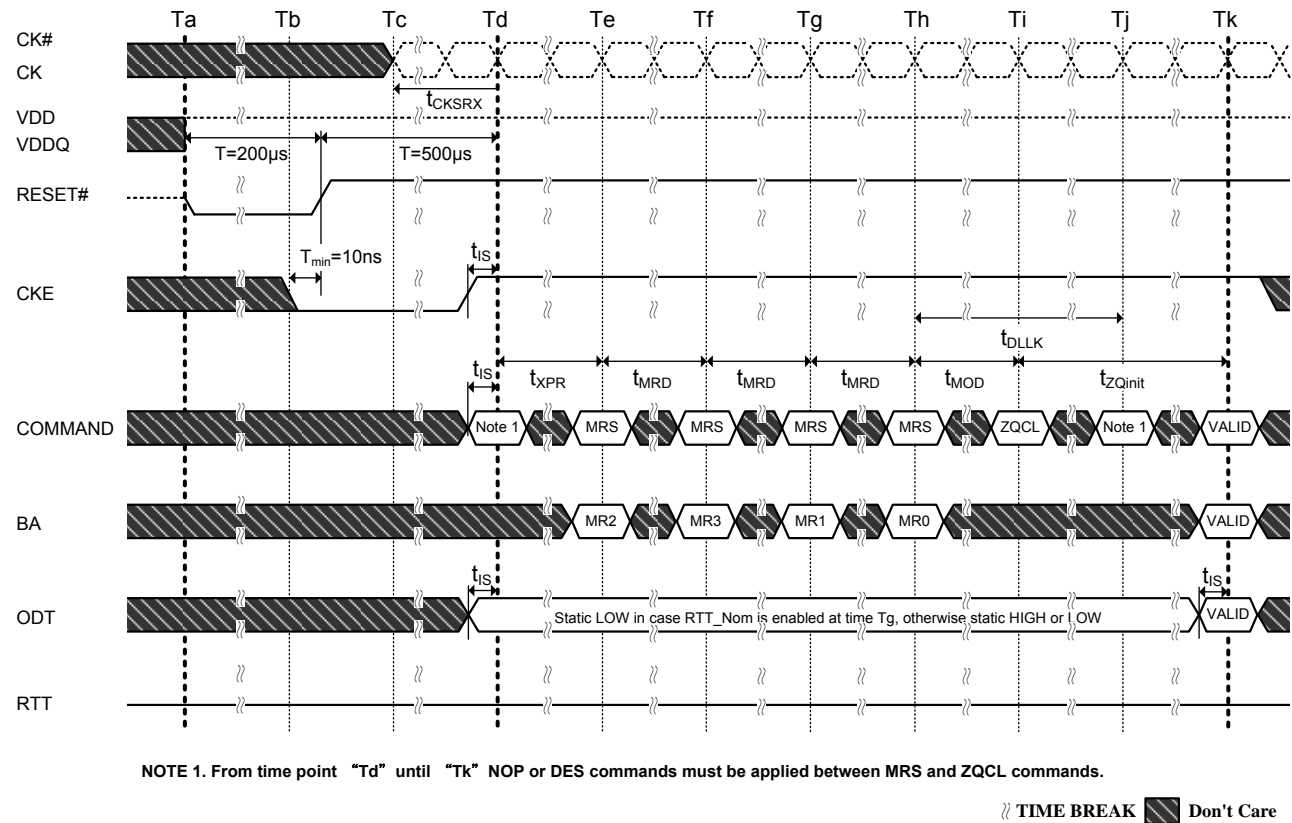 Ta Tb Tc Td Te Tf Tg Th Ti Tj Tk
CK#
CK
tCKSRX
VDD
VDDQ
T=200µs T=500µs
RESET#
Tmin=10ns tIS
CKE
tDLLK
tIS tXPR tMRD tMRD tMRD tMOD tZQinit
COMMAND Note 1 MRS MRS MRS MRS ZQCL Note 1 VALID
BA MR2 MR3 MR1 MR0 VALID
tIS tIS
ODT Static LOW in case RTT_Nom is enabled at time Tg, otherwise static HIGH or LOW VALID
RTT
NOTE 1. From time point “Td” until “Tk” NOP or DES commands must be applied between MRS and ZQCL commands.
TIME BREAK Don't Care